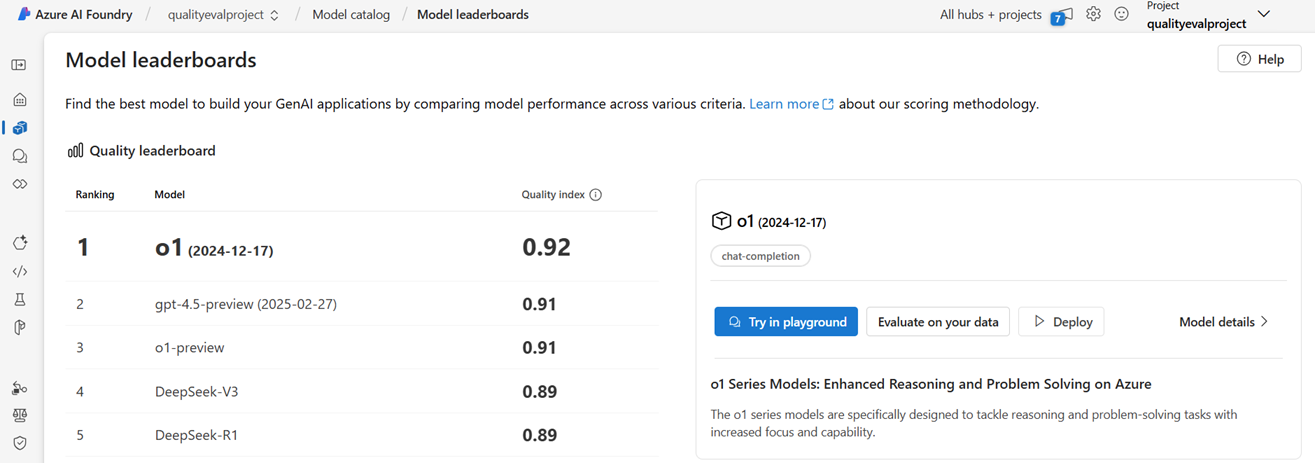 Azure AI Foundry / qualityevalproject / Model catalog / Model leaderboards
All hubs + projects
7
Project
qualityevalproject
Model leaderboards
Help
Find the best model to build your GenAI applications by comparing model performance across various criteria. Learn more about our scoring methodology.
Quality leaderboard
Ranking Model Quality index
1 o1 (2024-12-17) 0.92
2 gpt-4.5-preview (2025-02-27) 0.91
3 o1-preview 0.91
4 DeepSeek-V3 0.89
5 DeepSeek-R1 0.89
o1 (2024-12-17)
chat-completion
Try in playground Evaluate on your data Deploy Model details
o1 Series Models: Enhanced Reasoning and Problem Solving on Azure
The o1 series models are specifically designed to tackle reasoning and problem-solving tasks with
increased focus and capability.